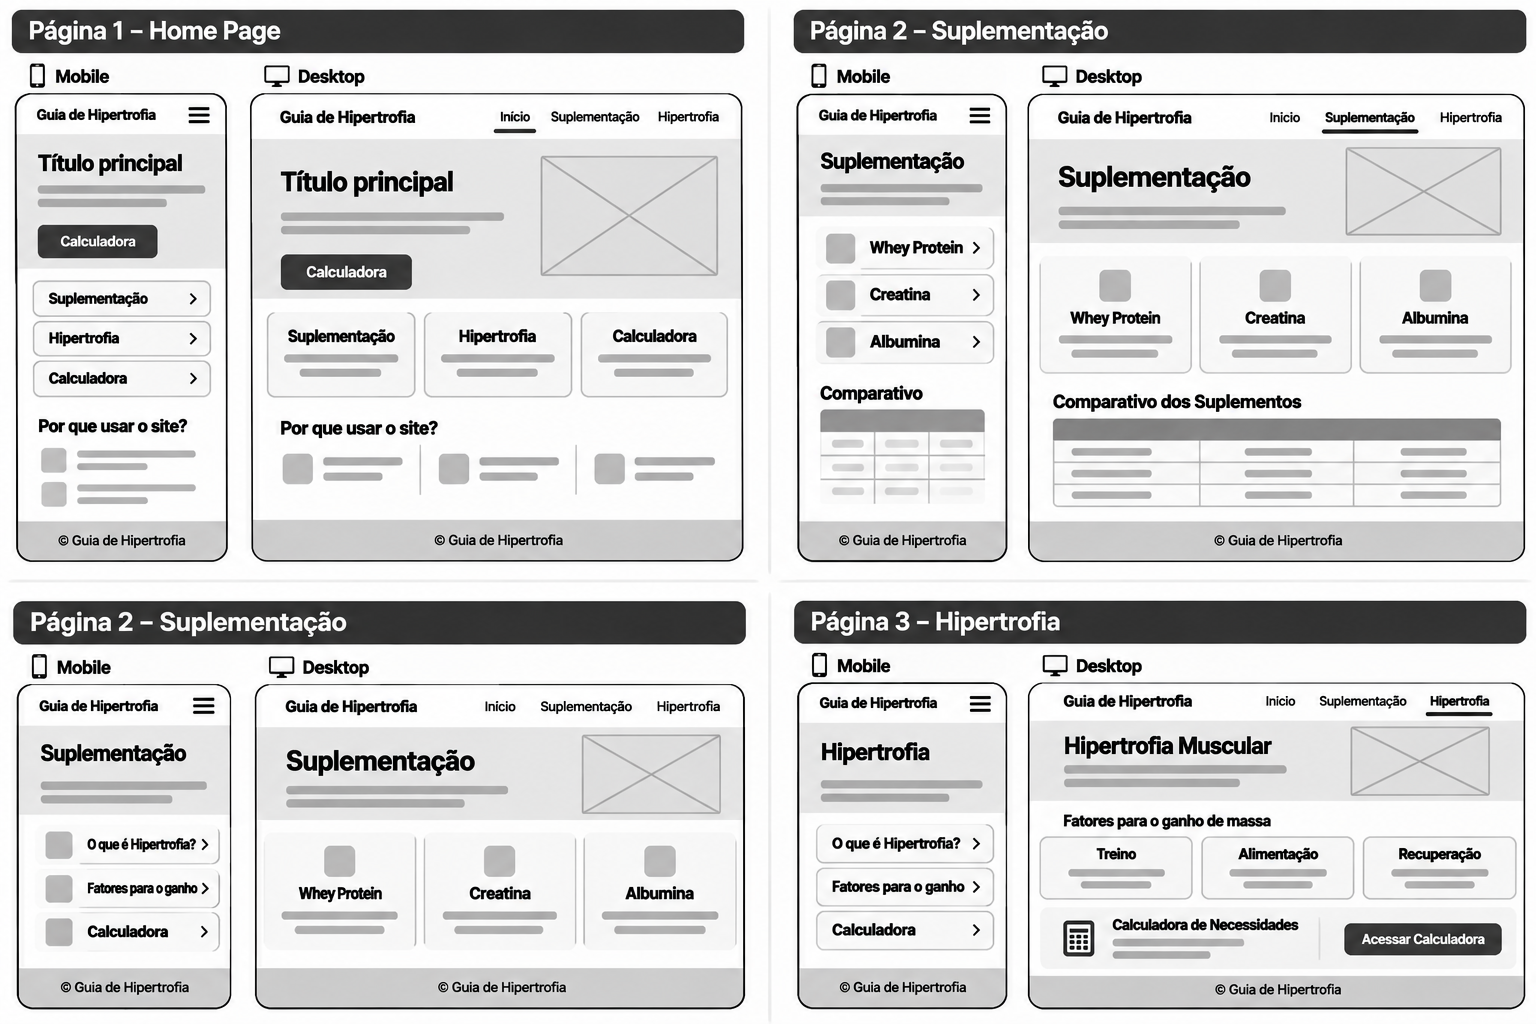 Página 1 – Home Page
Mobile
Guia de Hipertrofia
Título principal
Calculadora
Suplementação
Hipertrofia
Calculadora
Por que usar o site?
© Guia de Hipertrofia
Desktop
Guia de Hipertrofia Início Suplementação Hipertrofia
Título principal
Calculadora
Suplementação Hipertrofia Calculadora
Por que usar o site?
© Guia de Hipertrofia
Página 2 – Suplementação
Mobile
Guia de Hipertrofia
Suplementação
Whey Protein
Creatina
Albumina
Comparativo
© Guia de Hipertrofia
Desktop
Guia de Hipertrofia Inicio Suplementação Hipertrofia
Suplementação
Whey Protein Creatina Albumina
Comparativo dos Suplementos
© Guia de Hipertrofia
Página 2 – Suplementação
Mobile
Guia de Hipertrofia
Suplementação
O que é Hipertrofia?
Fatores para o ganho
Calculadora
© Guia de Hipertrofia
Desktop
Guia de Hipertrofia Inicio Suplementação Hipertrofia
Suplementação
Whey Protein Creatina Albumina
© Guia de Hipertrofia
Página 3 – Hipertrofia
Mobile
Guia de Hipertrofia
Hipertrofia
O que é Hipertrofia?
Fatores para o ganho
Calculadora
© Guia de Hipertrofia
Desktop
Guia de Hipertrofia Inicio Suplementação Hipertrofia
Hipertrofia Muscular
Fatores para o ganho de massa
Treino Alimentação Recuperação
Calculadora de Necessidades
Acessar Calculadora
© Guia de Hipertrofia